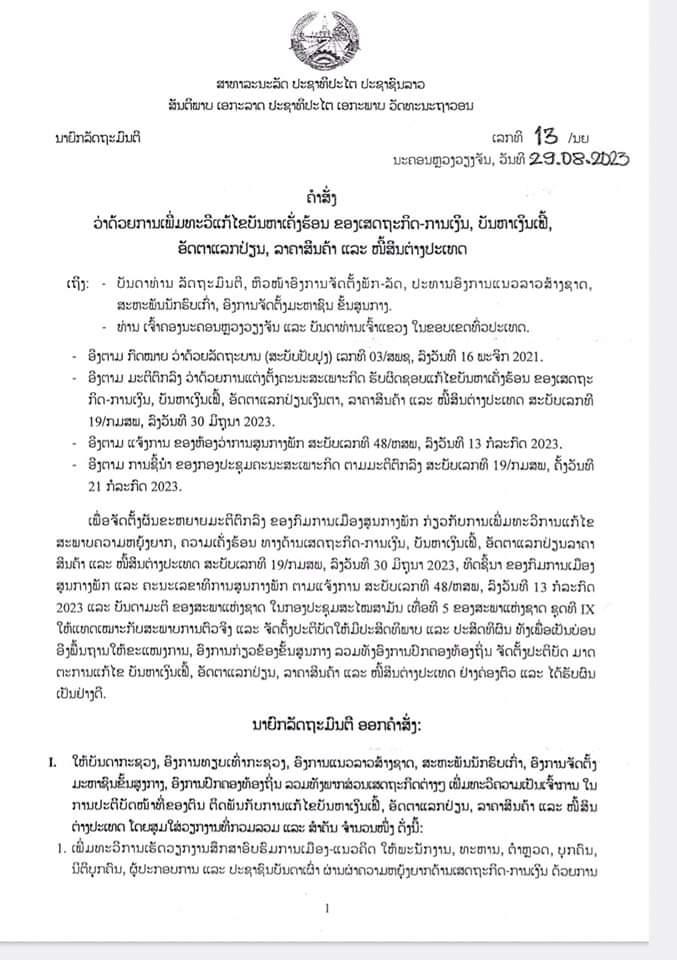 ສາທາລະນະລັດ ປະຊາທິປະໄຕ ປະຊາຊົນລາວ
ສັນຕິພາບ ເອກະລາດ ປະຊາທິປະໄຕ ເອກະພາບ ວັດທະນະຖາວອນ
ນາຍົກລັດຖະມົນຕີ
ເລກທີ 13 /ນຍ
ນະຄອນຫຼວງວຽງຈັນ, ວັນທີ 29.08.2023
ຄໍາສັ່ງ
ວ່າດ້ວຍການເພີ່ມທະວີແກ້ໄຂບັນຫາເຄັ່ງຮ້ອນ ຂອງເສດຖະກິດ-ການເງິນ, ບັນຫາເງິນເຟີ້,
ອັດຕາແລກປ່ຽນ, ລາຄາສິນຄ້າ ແລະ ໜີ້ສິນຕ່າງປະເທດ
ເຖິງ: - ບັນດາທ່ານ ລັດຖະມົນຕີ, ຫົວໜ້າອົງການຈັດຕັ້ງພັກ-ລັດ, ປະທານອົງການແນວລາວສ້າງຊາດ,
ສະຫະພັນນັກຮົບເກົ່າ, ອົງການຈັດຕັ້ງມະຫາຊົນ ຂັ້ນສູນກາງ.
- ທ່ານ ເຈົ້າຄອງນະຄອນຫຼວງວຽງຈັນ ແລະ ບັນດາທ່ານເຈົ້າແຂວງ ໃນຂອບເຂດທົ່ວປະເທດ.
- ອີງຕາມ ກົດໝາຍ ວ່າດ້ວຍລັດຖະບານ (ສະບັບປັບປຸງ) ເລກທີ 03/ສພຊ, ລົງວັນທີ 16 ພະຈິກ 2021.
- ອີງຕາມ ມະຕິຕົກລົງ ວ່າດ້ວຍການແຕ່ງຕັ້ງຄະນະສະເພາະກິດ ຮັບຜິດຊອບແກ້ໄຂບັນຫາເຄັ່ງຮ້ອນ ຂອງເສດຖະ
ກິດ-ການເງິນ, ບັນຫາເງິນເຟີ້, ອັດຕາແລກປ່ຽນເງິນຕາ, ລາຄາສິນຄ້າ ແລະ ໜີ້ສິນຕ່າງປະເທດ ສະບັບເລກທີ
19/ກມສພ, ລົງວັນທີ 30 ມິຖຸນາ 2023.
- ອີງຕາມ ແຈ້ງການ ຂອງຫ້ອງວ່າການສູນກາງພັກ ສະບັບເລກທີ 48/ຫສພ, ລົງວັນທີ 13 ກໍລະກົດ 2023.
- ອີງຕາມ ການຊີ້ນໍາ ຂອງກອງປະຊຸມຄະນະສະເພາະກິດ ຕາມມະຕິຕົກລົງ ສະບັບເລກທີ 19/ກມສພ, ຄັ້ງວັນທີ
21 ກໍລະກົດ 2023.
ເພື່ອຈັດຕັ້ງຜັນຂະຫຍາຍມະຕິຕົກລົງ ຂອງກົມການເມືອງສູນກາງພັກ ກ່ຽວກັບການເພີ່ມທະວີການແກ້ໄຂ
ສະພາບຄວາມຫຍຸ້ງຍາກ, ຄວາມເຄັ່ງຮ້ອນ ທາງດ້ານເສດຖະກິດ-ການເງິນ, ບັນຫາເງິນເຟີ້, ອັດຕາແລກປ່ຽນລາຄາ
ສິນຄ້າ ແລະ ໜີ້ສິນຕ່າງປະເທດ ສະບັບເລກທີ 19/ກມສພ, ລົງວັນທີ 30 ມິຖຸນາ 2023, ທິດຊີ້ນໍາ ຂອງກົມການເມືອງ
ສູນກາງພັກ ແລະ ຄະນະເລຂາທິການສູນກາງພັກ ຕາມແຈ້ງການ ສະບັບເລກທີ 48/ຫສພ, ລົງວັນທີ 13 ກໍລະກົດ
2023 ແລະ ບັນດາມະຕິ ຂອງສະພາແຫ່ງຊາດ ໃນກອງປະຊຸມສະໄໝສາມັນ ເທື່ອທີ 5 ຂອງສະພາແຫ່ງຊາດ ຊຸດທີ IX
ໃຫ້ແທດເໝາະກັບສະພາບການຕົວຈິງ ແລະ ຈັດຕັ້ງປະຕິບັດໃຫ້ມີປະສິດທິພາບ ແລະ ປະສິດທິຜົນ ທັງເພື່ອເປັນບ່ອນ
ອີງພື້ນຖານໃຫ້ຂະແໜງການ, ອົງການກ່ຽວຂ້ອງຂັ້ນສູນກາງ ລວມທັງອົງການປົກຄອງທ້ອງຖິ່ນ ຈັດຕັ້ງປະຕິບັດ ມາດ
ຕະການແກ້ໄຂ ບັນຫາເງິນເຟີ້, ອັດຕາແລກປ່ຽນ, ລາຄາສິນຄ້າ ແລະ ໜີ້ສິນຕ່າງປະເທດ ຢ່າງຕ່ອງຕົວ ແລະ ໄດ້ຮັບຜົນ
ເປັນຢ່າງດີ.
ນາຍົກລັດຖະມົນຕີ ອອກຄໍາສັ່ງ:
I. ໃຫ້ບັນດາກະຊວງ, ອົງການທຽບເທົ່າກະຊວງ, ອົງການແນວລາວສ້າງຊາດ, ສະຫະພັນນັກຮົບເກົ່າ, ອົງການຈັດຕັ້ງ
ມະຫາຊົນຂັ້ນສູງກາງ, ອົງການປົກຄອງທ້ອງຖິ່ນ ລວມທັງພາກສ່ວນເສດຖະກິດຕ່າງໆ ເພີ່ມທະວີຄວາມເປັນເຈົ້າການ ໃນ
ການປະຕິບັດໜ້າທີ່ຂອງຕົນ ຕິດພັນກັບການແກ້ໄຂບັນຫາເງິນເຟີ້, ອັດຕາແລກປ່ຽນ, ລາຄາສິນຄ້າ ແລະ ໜີ້ສິນ
ຕ່າງປະເທດ ໂດຍສຸມໃສ່ວຽກງານທີ່ກວມລວມ ແລະ ສໍາຄັນ ຈໍານວນໜຶ່ງ ດັ່ງນີ້:
1. ເພີ່ມທະວີການເຮັດວຽກງານສຶກສາອົບຮົມການເມືອງ-ແນວຄິດ ໃຫ້ພະນັກງານ, ທະຫານ, ຕໍາຫຼວດ, ບຸກຄົນ,
ນິຕິບຸກຄົນ, ຜູ້ປະກອບການ ແລະ ປະຊາຊົນບັນດາເຜົ່າ ຜ່ານຜ່າຄວາມຫຍຸ້ງຍາກດ້ານເສດຖະກິດ-ການເງິນ ດ້ວຍການ
1